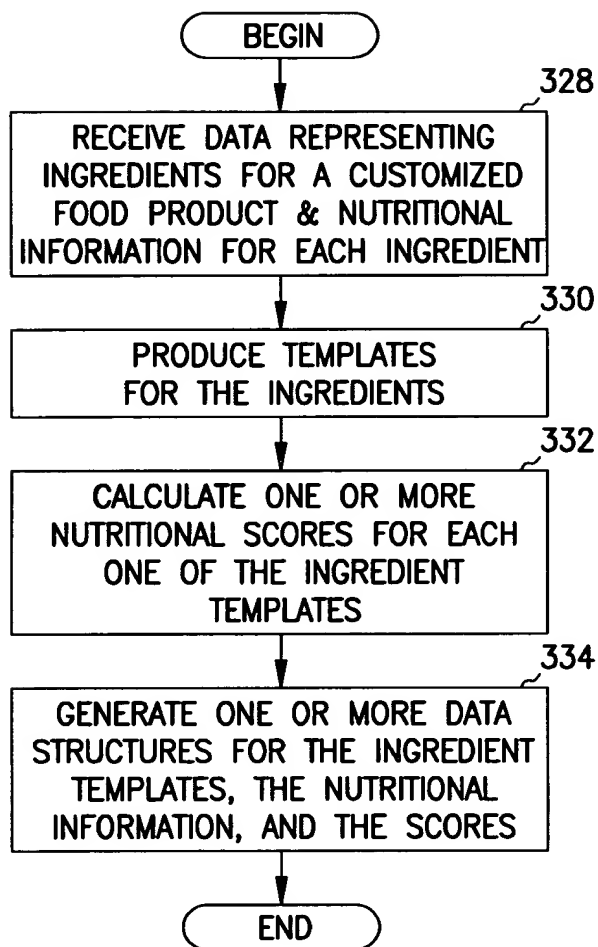 BEGIN
328
RECEIVE DATA REPRESENTING
INGREDIENTS FOR A CUSTOMIZED
FOOD PRODUCT & NUTRITIONAL
INFORMATION FOR EACH INGREDIENT
330
PRODUCE TEMPLATES
FOR THE INGREDIENTS
332
CALCULATE ONE OR MORE
NUTRITIONAL SCORES FOR EACH
ONE OF THE INGREDIENT
TEMPLATES
334
GENERATE ONE OR MORE DATA
STRUCTURES FOR THE INGREDIENT
TEMPLATES, THE NUTRITIONAL
INFORMATION, AND THE SCORES
END